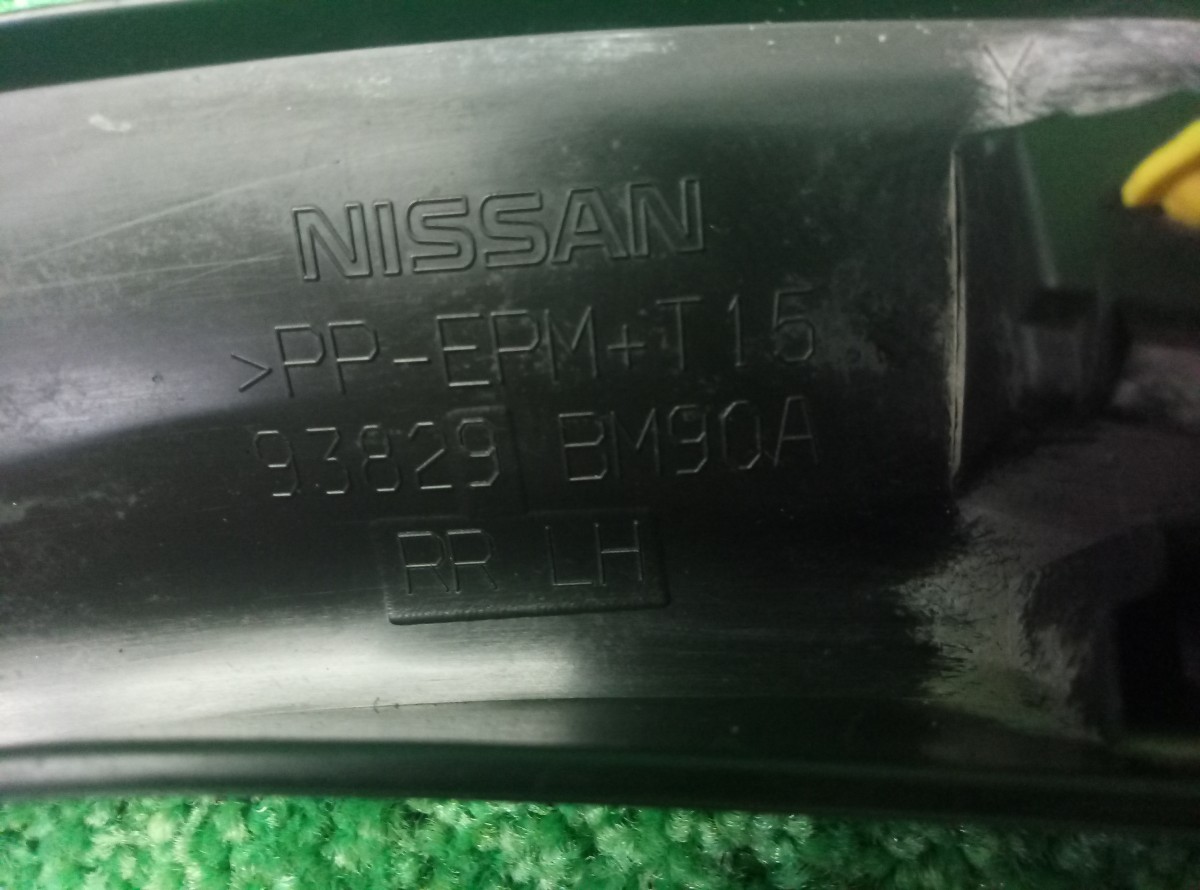 NISSAN
>PP-EPM+T15
93829 BM90A
RR LH